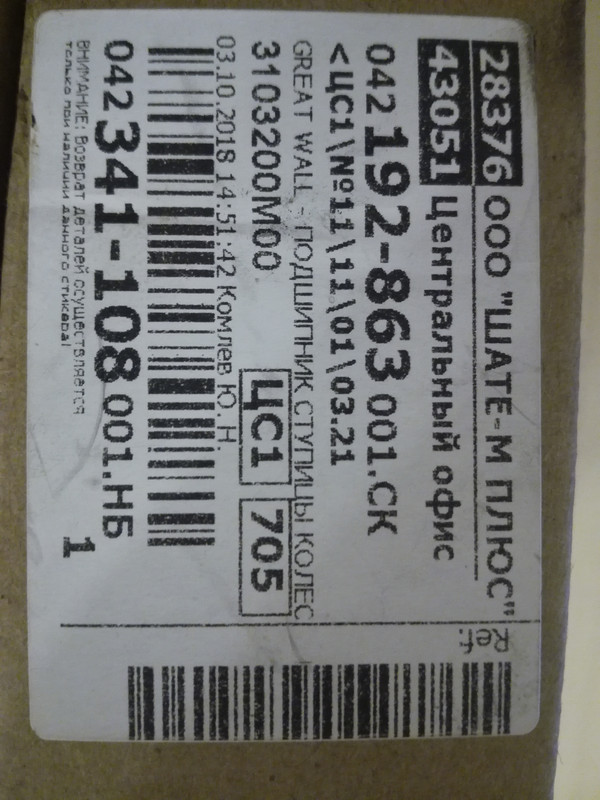 28376 ООО "ШАТЕ-М ПЛЮС"
43051 Центральный офис
042 192-863 001.СК
<ЦС1\№11\11\01\03.21
GREAT WALL - ПОДШИПНИК СТУПИЦЫ КОЛЕС
3103200M00 ЦС1 705
03.10.2018 14:51:42 Комлев Ю. Н.
042 341-108 001.НБ
1
ВНИМАНИЕ: Возврат деталей осуществляется
только при наличии данного стикера!
Ref.